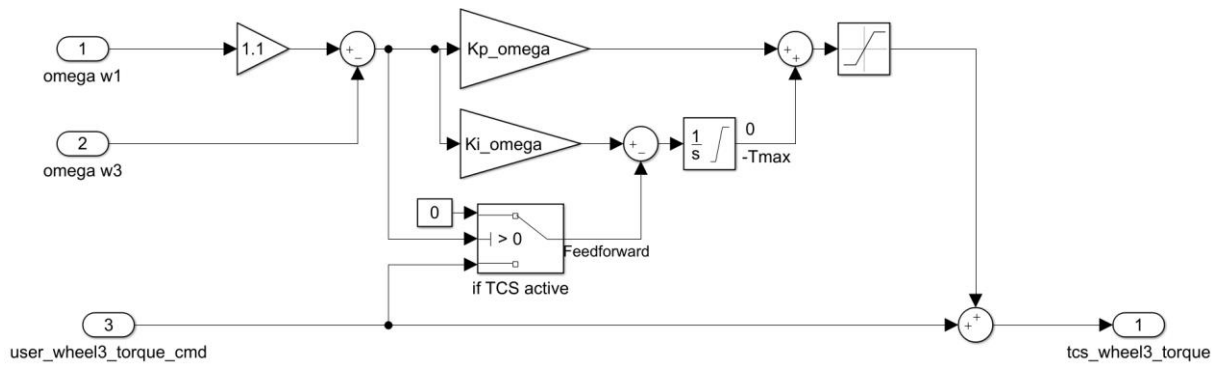 1
omega w1
1.1
+
−
Kp_omega
+
+
2
omega w3
Ki_omega
+
−
1
s
0
-Tmax
0
> 0
Feedforward
if TCS active
3
user_wheel3_torque_cmd
+
+
1
tcs_wheel3_torque